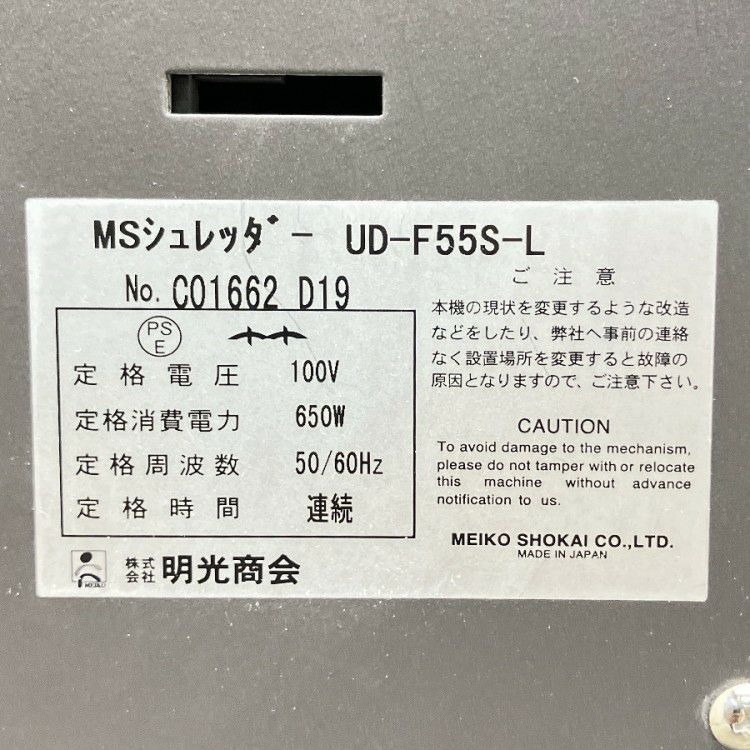 MSシュレッダー UD-F55S-L
No. C01662 D19
PS
E
定格電圧 100V
定格消費電力 650W
定格周波数 50/60Hz
定格時間 連続
株式
会社 明光商会
ご注意
本機の現状を変更するような改造
などをしたり、弊社へ事前の連絡
なく設置場所を変更すると故障の
原因となりますので、ご注意下さい。
CAUTION
To avoid damage to the mechanism,
please do not tamper with or relocate
this machine without advance
notification to us.
MEIKO SHOKAI CO.,LTD.
MADE IN JAPAN